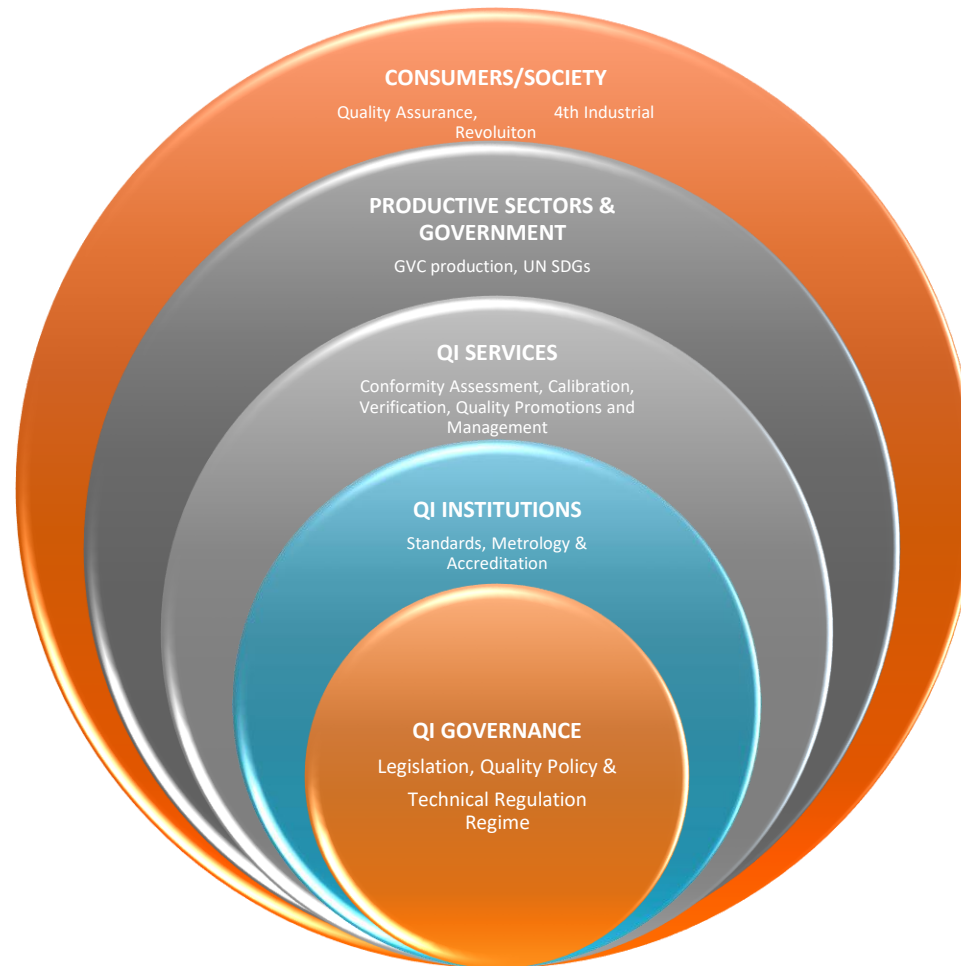 CONSUMERS/SOCIETY
Quality Assurance, 4th Industrial
Revoluiton
PRODUCTIVE SECTORS &
GOVERNMENT
GVC production, UN SDGs
QI SERVICES
Conformity Assessment, Calibration,
Verification, Quality Promotions and
Management
QI INSTITUTIONS
Standards, Metrology &
Accreditation
QI GOVERNANCE
Legislation, Quality Policy &
Technical Regulation
Regime